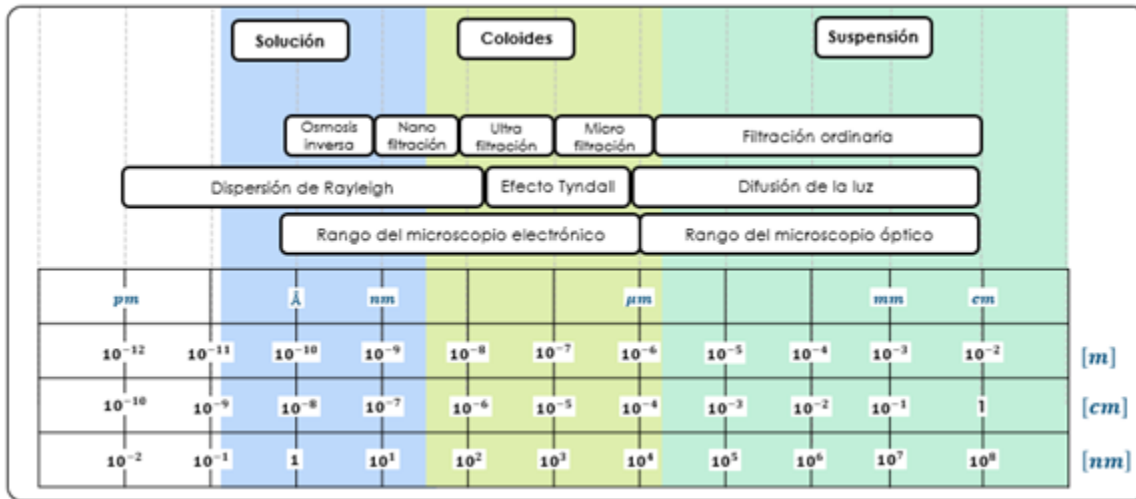 Solución Coloides Suspensión
Osmosis inversa Nano filtración Ultra filtración Micro filtración Filtración ordinaria
Dispersión de Rayleigh Efecto Tyndall Difusión de la luz
Rango del microscopio electrónico Rango del microscopio óptico
pm Å nm μm mm cm
10⁻¹² 10⁻¹¹ 10⁻¹⁰ 10⁻⁹ 10⁻⁸ 10⁻⁷ 10⁻⁶ 10⁻⁵ 10⁻⁴ 10⁻³ 10⁻² [m]
10⁻¹⁰ 10⁻⁹ 10⁻⁸ 10⁻⁷ 10⁻⁶ 10⁻⁵ 10⁻⁴ 10⁻³ 10⁻² 10⁻¹ 1 [cm]
10⁻² 10⁻¹ 1 10¹ 10² 10³ 10⁴ 10⁵ 10⁶ 10⁷ 10⁸ [nm]